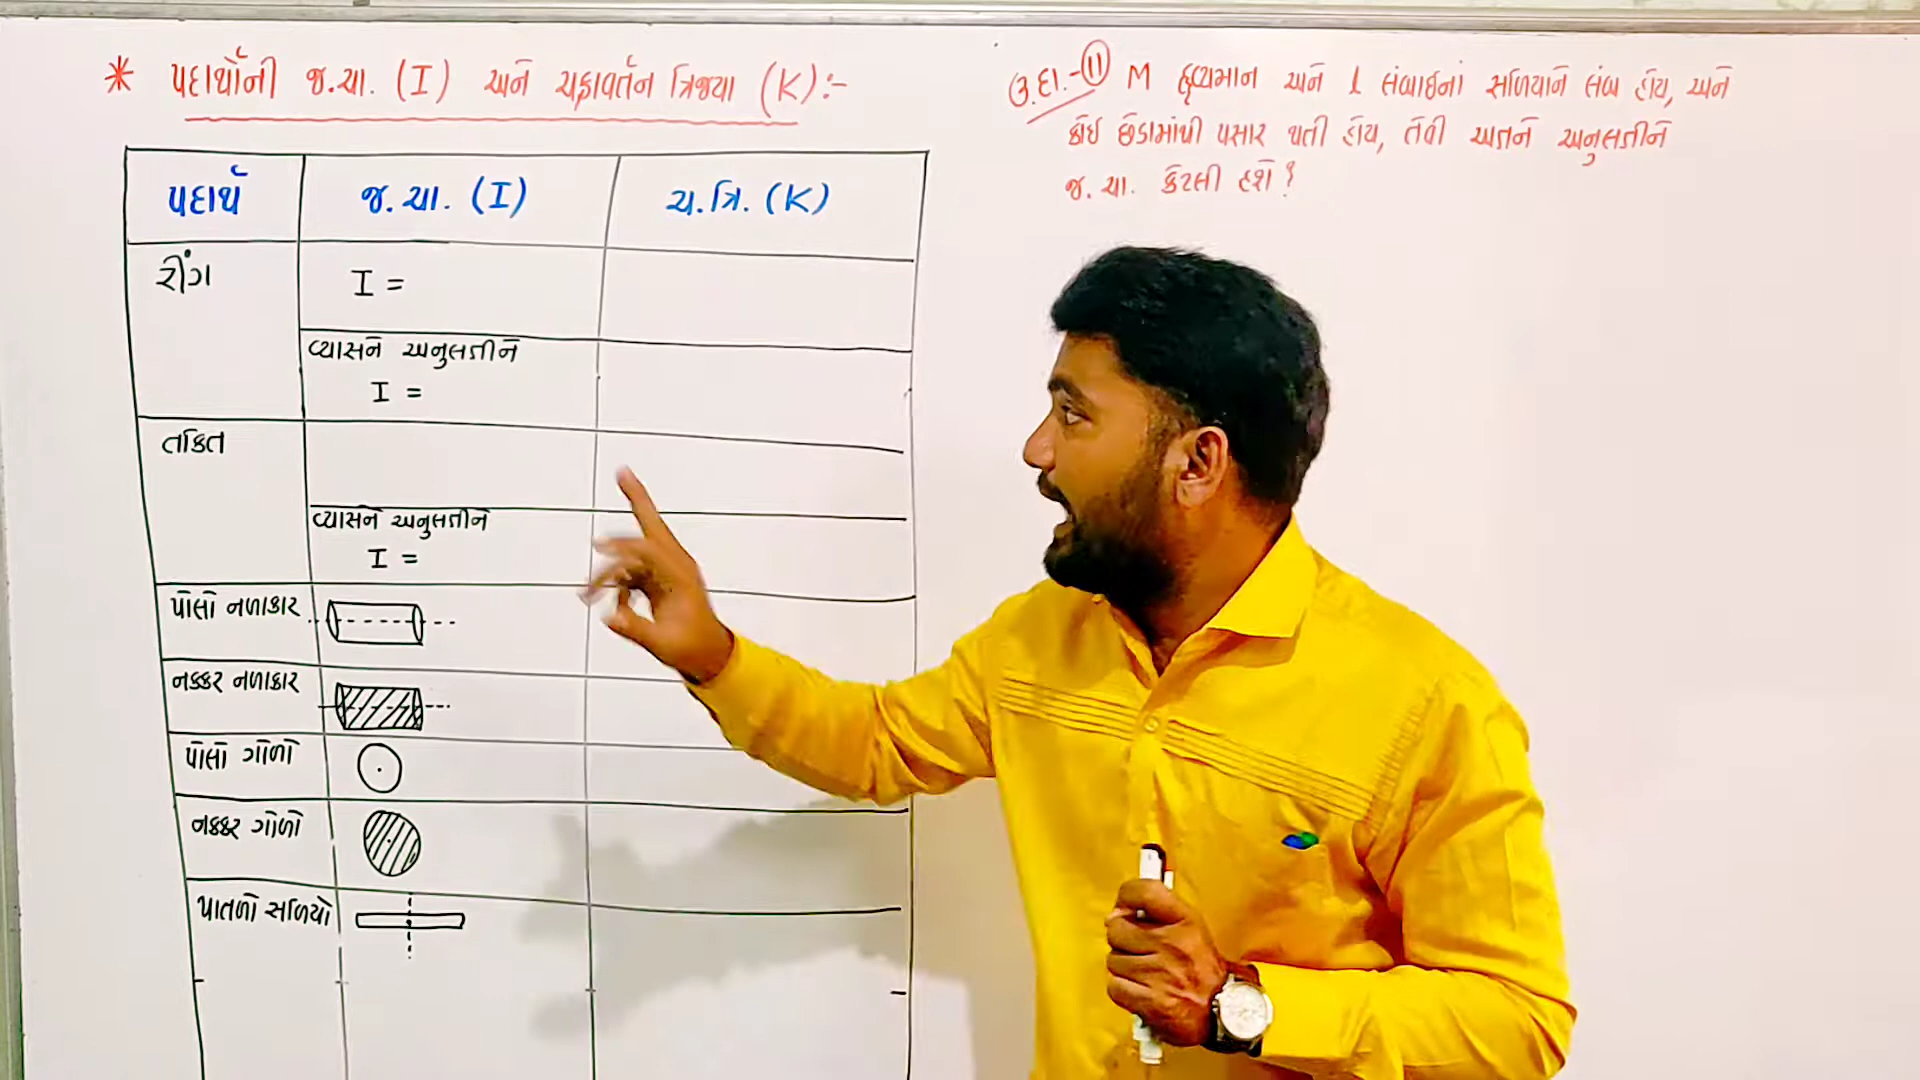 * પદાર્થોની જ.ચા. (I) અને ચક્રાવર્તન ત્રિજ્યા (K):-
પદાર્થ
જ.ચા. (I)
ચ.ત્રિ. (K)
રીંગ
I =
વ્યાસને અનુલક્ષીને
I =
તકિત
વ્યાસને અનુલક્ષીને
I =
પોલો નળાકાર
નક્કર નળાકાર
પોલો ગોળો
નક્કર ગોળો
પાતળો સળિયો
ઉ.દા.-11 M દ્રવ્યમાન અને l લંબાઈનાં સળિયાને લંબ હોય, અને
કોઈ છેડામાંથી પસાર થતી હોય, તેવી અક્ષને અનુલક્ષીને
જ.ચા. કેટલી હશે?